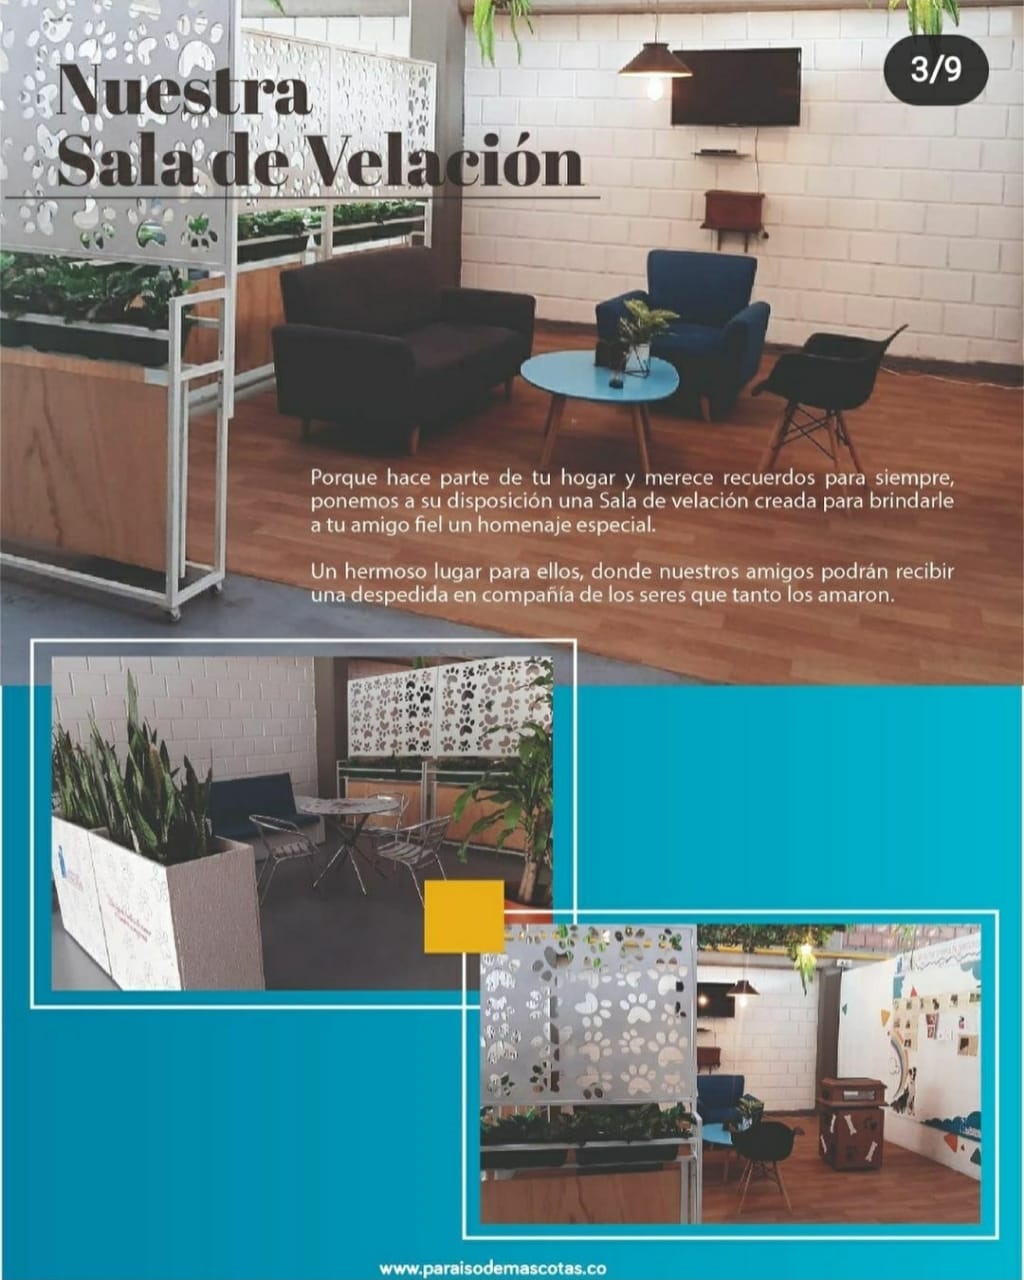 3/9
Nuestra
Sala de Velación
Porque hace parte de tu hogar y merece recuerdos para siempre,
ponemos a su disposición una Sala de velación creada para brindarle
a tu amigo fiel un homenaje especial.
Un hermoso lugar para ellos, donde nuestros amigos podrán recibir
una despedida en compañía de los seres que tanto los amaron.
www.paraisodemascotas.co